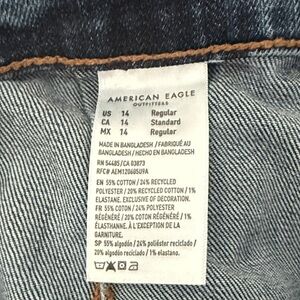 AMERICAN EAGLE
OUTFITTERS
US 14 Regular
CA 14 Standard
MX 14 Regular
MADE IN BANGLADESH / FABRIQUÉ AU
BANGLADESH / HECHO EN BANGLADESH
RN 54485/CA 03873
RFC# AEM12060509A
EN 55% COTTON / 24% RECYCLED
POLYESTER / 20% RAYON / 1%
ELASTANE. EXCLUSIVE OF DECORATION.
FR 55% COTON / 24% POLYESTER
RÉGÉNÉRÉ / 20% COTON RÉGÉNÉRÉ / 1%
ÉLASTHANNE. À L'EXCEPTION DE LA
GARNITURE.
SP 55% algodón / 24% poliéster reciclado /
20% algodón reciclado / 1% elastano.